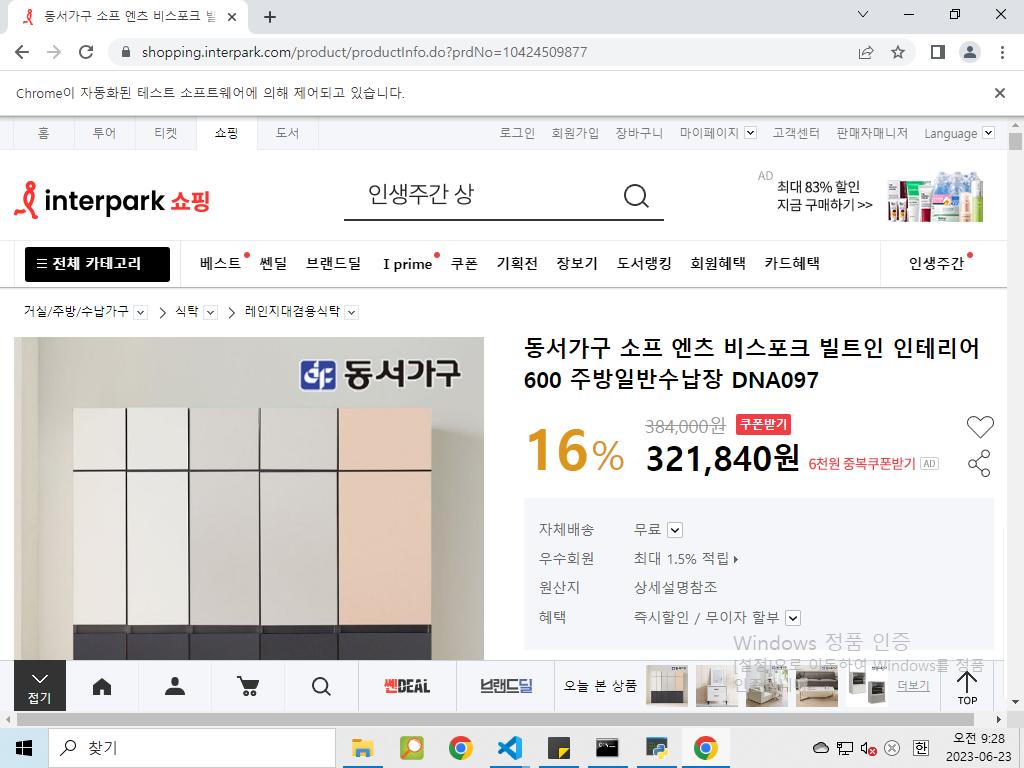 동서가구 소프 엔츠 비스포크 빌
shopping.interpark.com/product/productInfo.do?prdNo=10424509877
Chrome이 자동화된 테스트 소프트웨어에 의해 제어되고 있습니다.
홈 투어 티켓 쇼핑 도서 로그인 회원가입 장바구니 마이페이지 고객센터 판매자매니저 Language
interpark 쇼핑 인생주간 상
AD 최대 83% 할인
지금 구매하기 >>
전체 카테고리 베스트 쎈딜 브랜드딜 I prime 쿠폰 기획전 장보기 도서랭킹 회원혜택 카드혜택 인생주간
거실/주방/수납가구 > 식탁 > 레인지대겸용식탁
동서가구
동서가구 소프 엔츠 비스포크 빌트인 인테리어
600 주방일반수납장 DNA097
384,000원 쿠폰받기
16% 321,840원 6천원 중복쿠폰받기 AD
자체배송 무료
우수회원 최대 1.5% 적립
원산지 상세설명참조
혜택 즉시할인 / 무이자 할부
Windows 정품 인증
[설정]으로 이동하여 Windows를 정품
접기 쎈DEAL 브랜드딜 오늘 본 상품 더보기 TOP
찾기 한 오전 9:28
2023-06-23